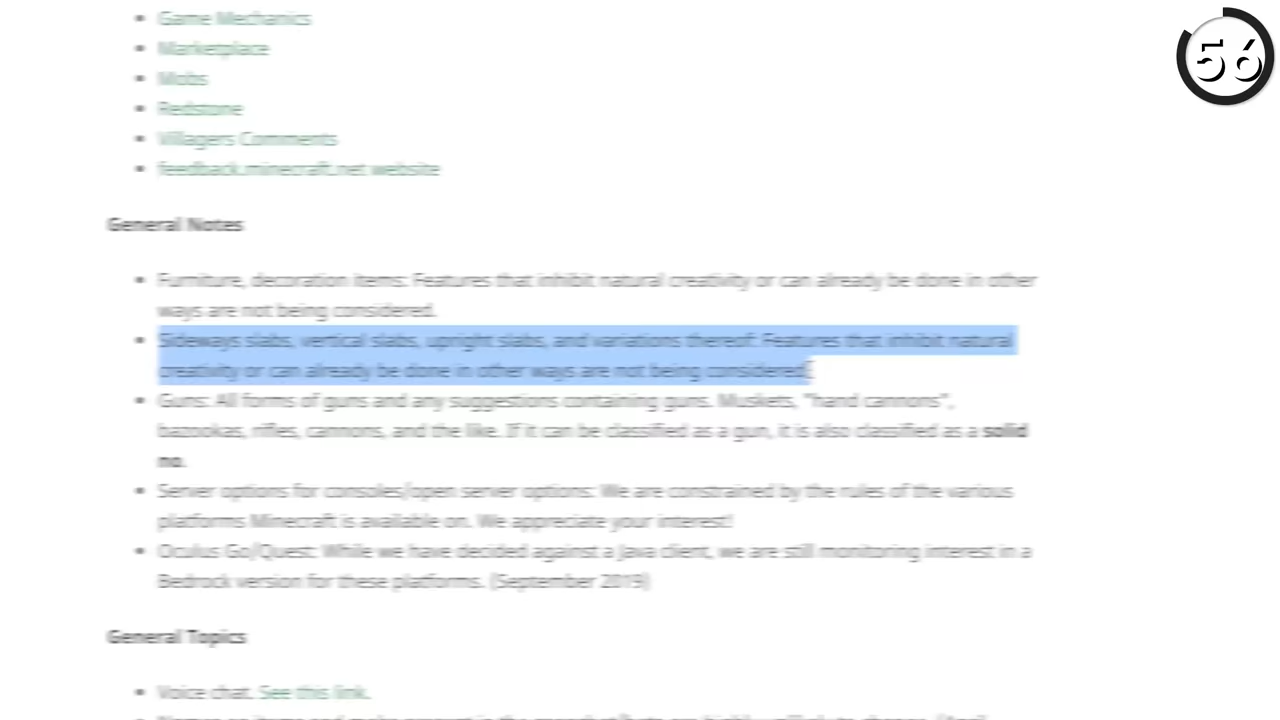 Game Mechanics
Marketplace
Mobs
Redstone
Villagers Comments
feedback.minecraft.net website
General Notes
Furniture, decoration items: Features that inhibit natural creativity or can already be done in other
ways are not being considered.
Sideways slabs, vertical slabs, upright slabs, and variations thereof: Features that inhibit natural
creativity or can already be done in other ways are not being considered.
Guns: All forms of guns and any suggestions containing guns. Muskets, "hand cannons",
bazookas, rifles, cannons, and the like. If it can be classified as a gun, it is also classified as a solid
no.
Server options for consoles/open server options: We are constrained by the rules of the various
platforms Minecraft is available on. We appreciate your interest!
Oculus Go/Quest: While we have decided against a Java client, we are still monitoring interest in a
Bedrock version for these platforms. (September 2019)
General Topics
Voice chat. See this link.
56